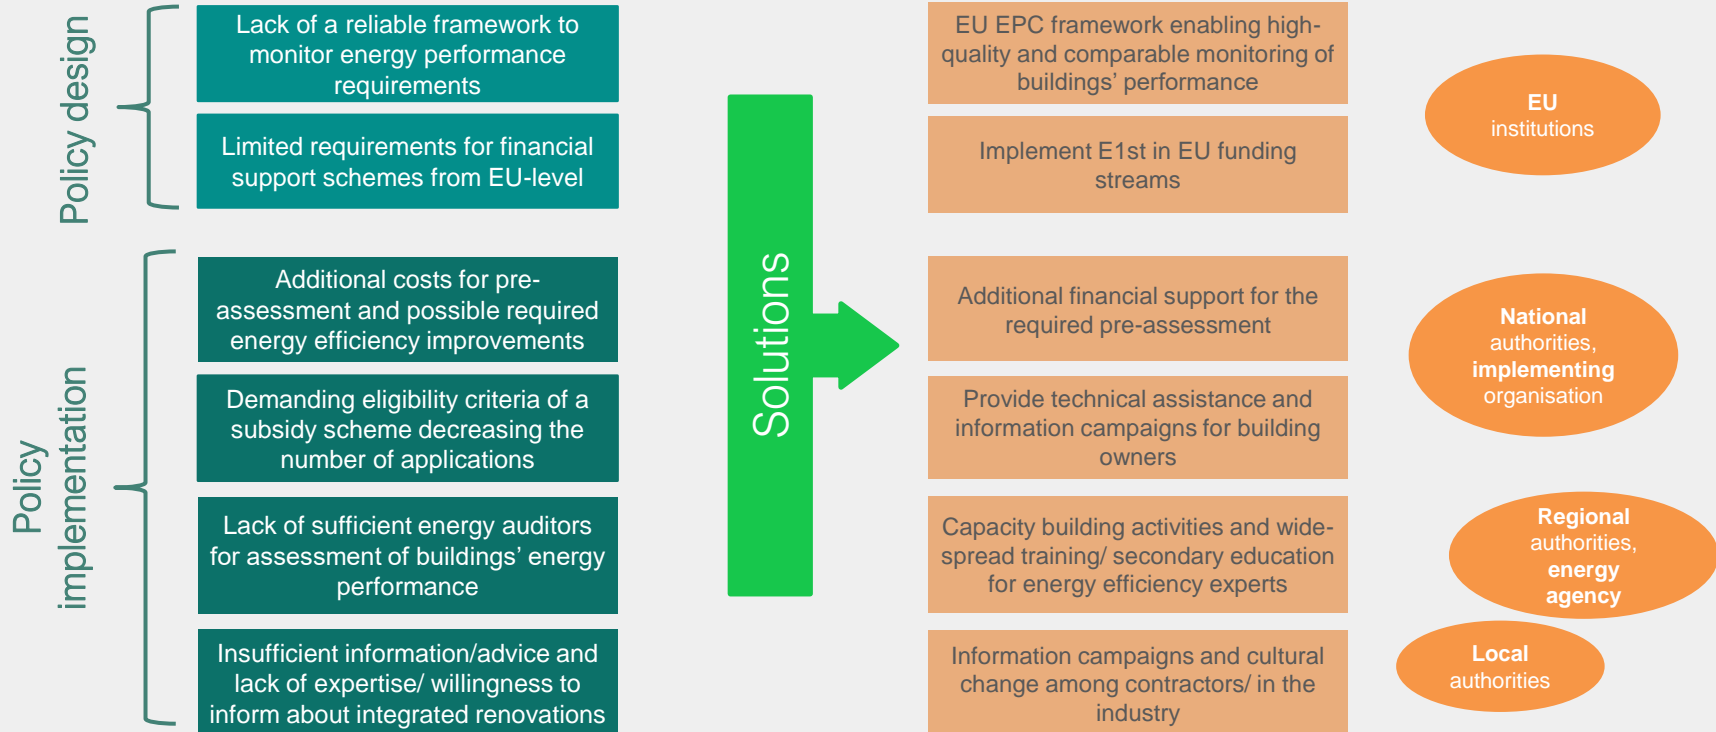 Policy design
Lack of a reliable framework to
monitor energy performance
requirements
Limited requirements for financial
support schemes from EU-level
Policy
implementation
Additional costs for pre-
assessment and possible required
energy efficiency improvements
Demanding eligibility criteria of a
subsidy scheme decreasing the
number of applications
Lack of sufficient energy auditors
for assessment of buildings’ energy
performance
Insufficient information/advice and
lack of expertise/ willingness to
inform about integrated renovations
Solutions
EU EPC framework enabling high-
quality and comparable monitoring of
buildings’ performance
Implement E1st in EU funding
streams
Additional financial support for the
required pre-assessment
Provide technical assistance and
information campaigns for building
owners
Capacity building activities and wide-
spread training/ secondary education
for energy efficiency experts
Information campaigns and cultural
change among contractors/ in the
industry
EU
institutions
National
authorities,
implementing
organisation
Regional
authorities,
energy
agency
Local
authorities